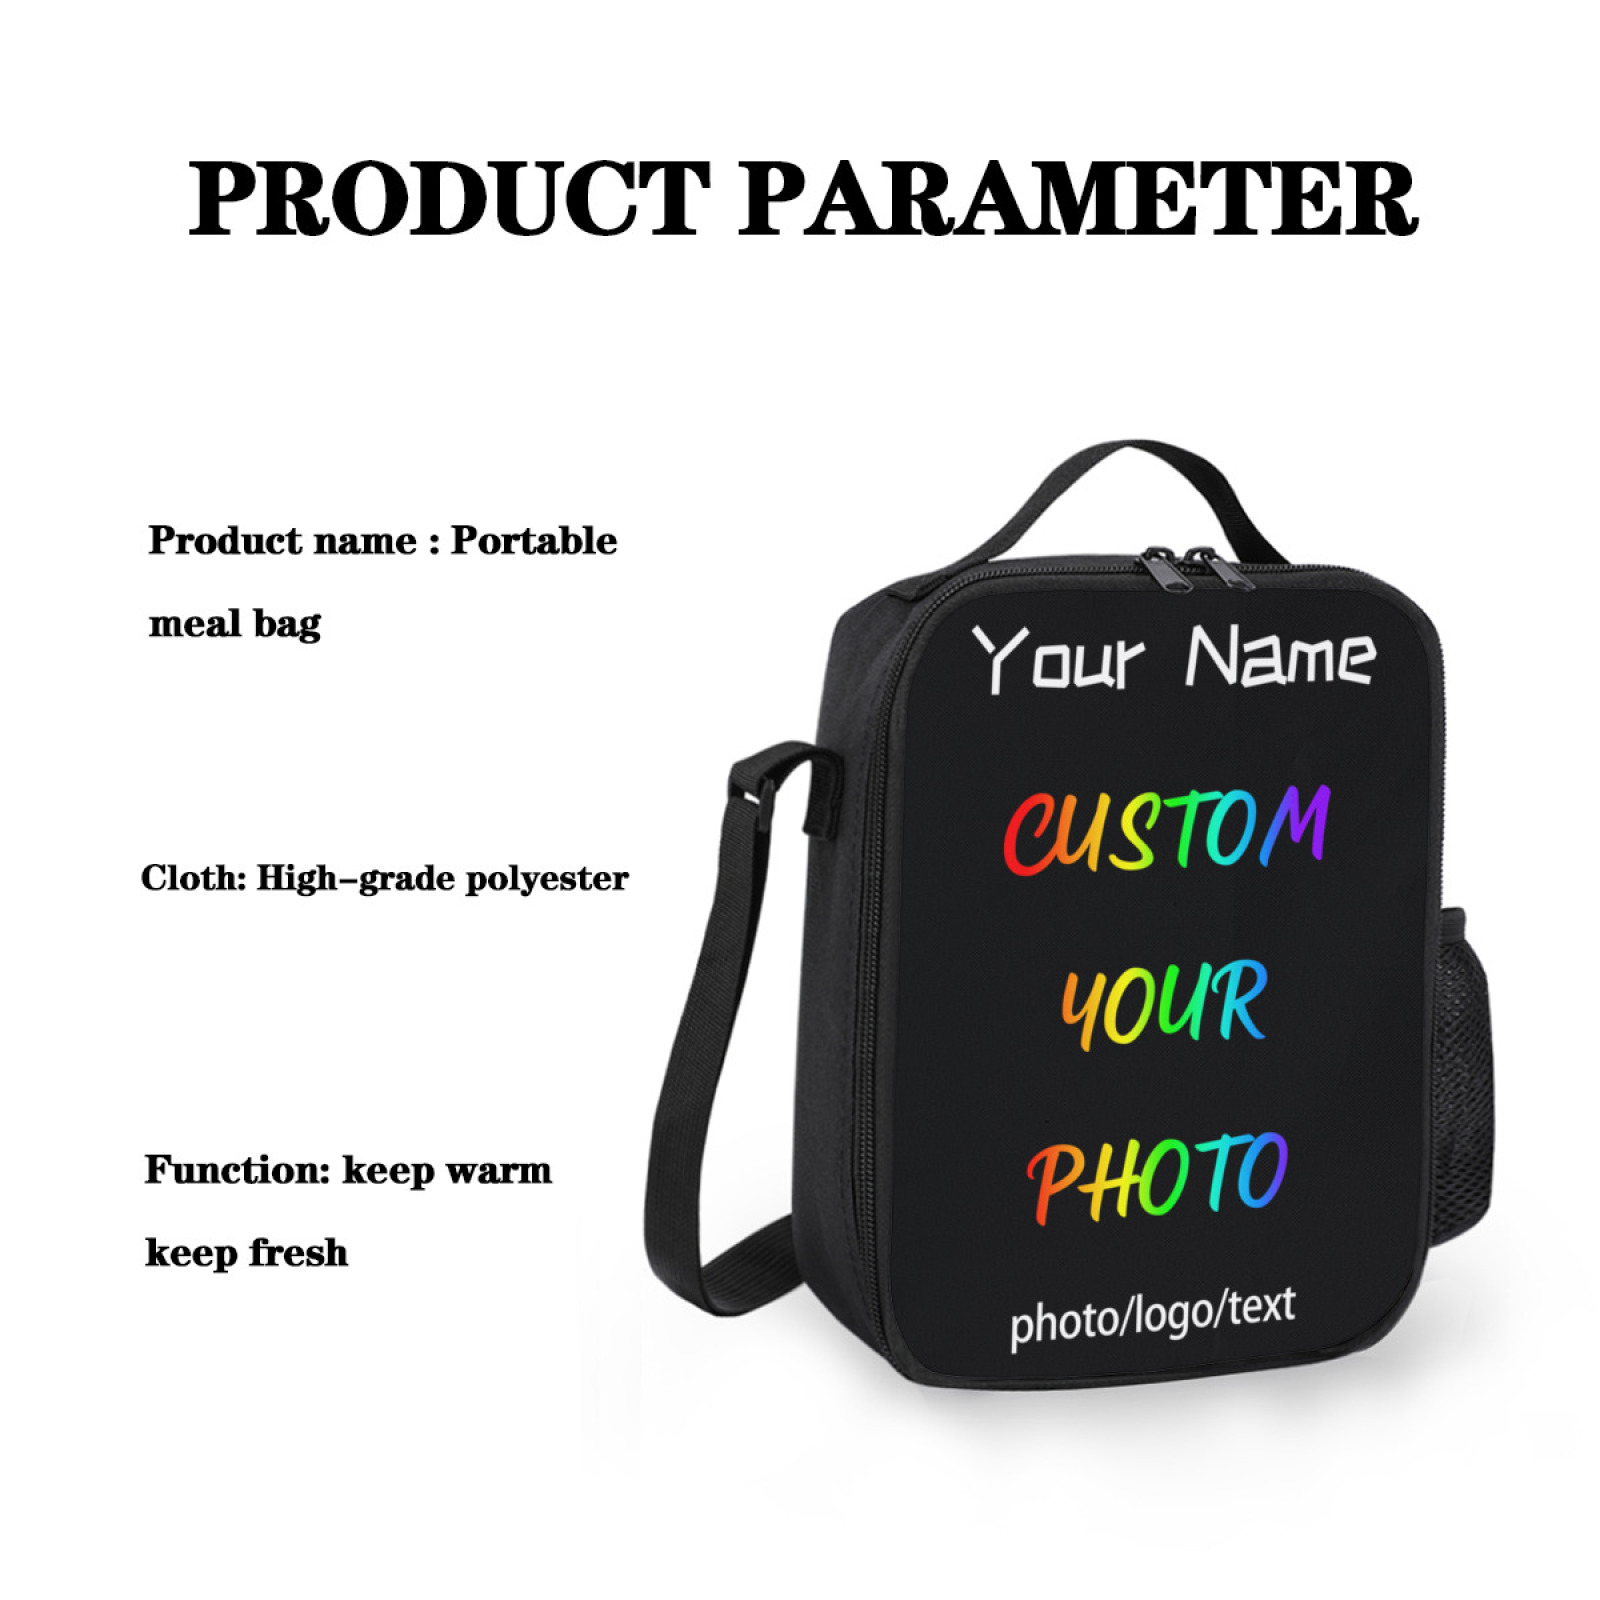 PRODUCT PARAMETER
Product name : Portable
meal bag
Cloth: High-grade polyester
Function: keep warm
keep fresh
Your Name
CUSTOM
YOUR
PHOTO
photo/logo/text